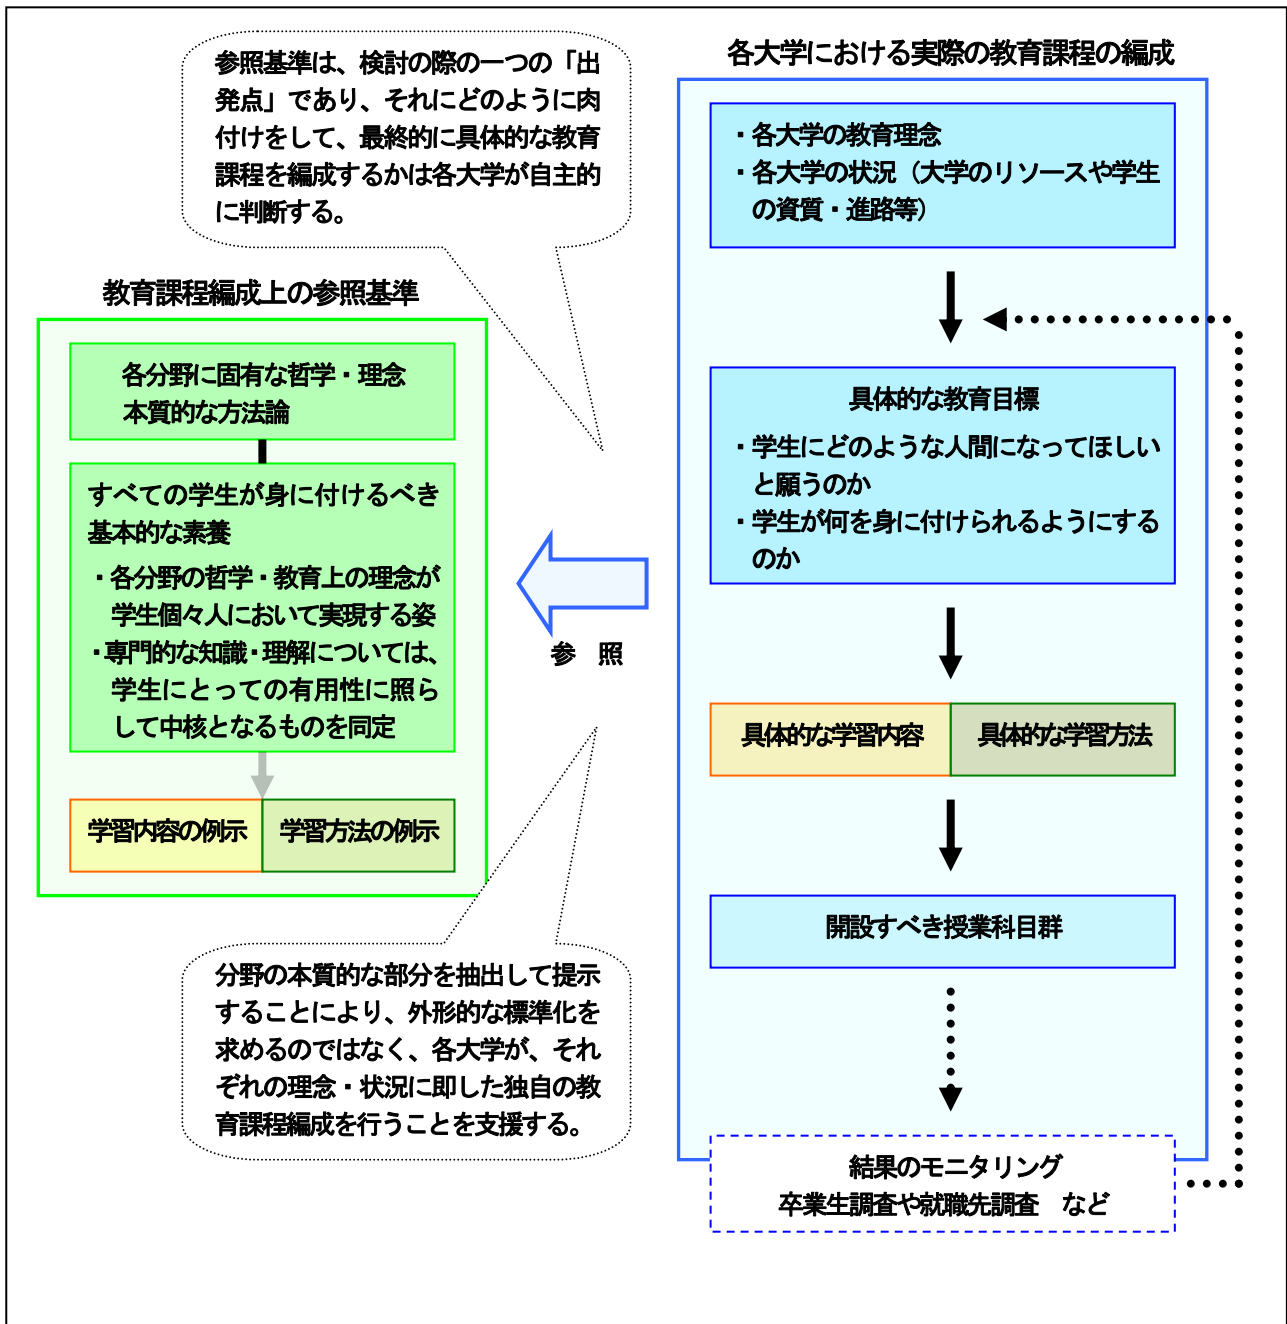 参照基準は、検討の際の一つの「出
発点」であり、それにどのように肉
付けをして、最終的に具体的な教育
課程を編成するかは各大学が自主的
に判断する。
教育課程編成上の参照基準
各分野に固有な哲学・理念
本質的な方法論
すべての学生が身に付けるべき
基本的な素養
・各分野の哲学・教育上の理念が
学生個々人において実現する姿
・専門的な知識・理解については、
学生にとっての有用性に照ら
して中核となるものを同定
学習内容の例示
学習方法の例示
分野の本質的な部分を抽出して提示
することにより、外形的な標準化を
求めるのではなく、各大学が、それ
ぞれの理念・状況に即した独自の教
育課程編成を行うことを支援する。
参　照
各大学における実際の教育課程の編成
・各大学の教育理念
・各大学の状況（大学のリソースや学生
の資質・進路等）
具体的な教育目標
・学生にどのような人間になってほしい
と願うのか
・学生が何を身に付けられるようにする
のか
具体的な学習内容
具体的な学習方法
開設すべき授業科目群
結果のモニタリング
卒業生調査や就職先調査　など